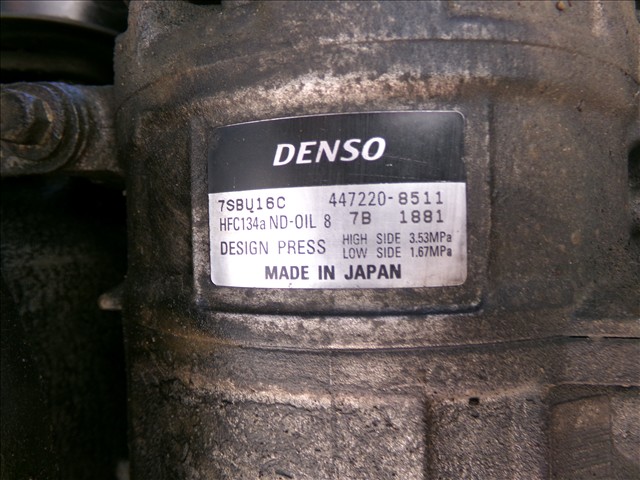 DENSO
7SBU16C 447220-8511
HFC134a ND-OIL 8 7B 1881
DESIGN PRESS HIGH SIDE 3.53MPa
LOW SIDE 1.67MPa
MADE IN JAPAN